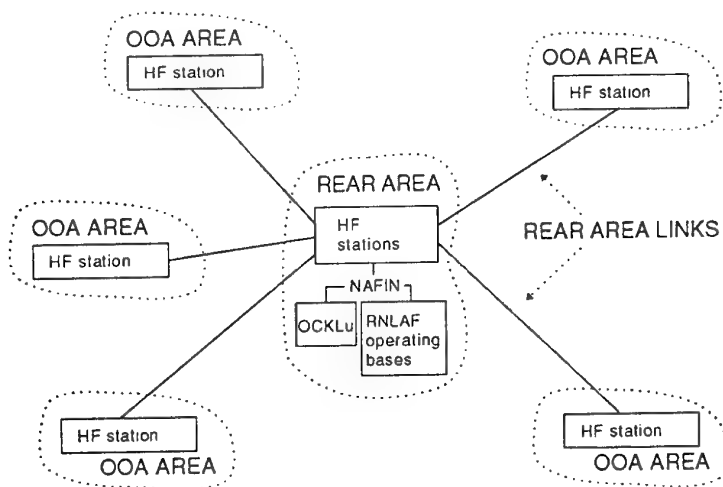 OOA AREA
HF station
OOA AREA
HF station
REAR AREA
HF
stations
OOA AREA
HF station
REAR AREA LINKS
NAFIN
OCKLu
RNLAF
operating
bases
HF station
OOA AREA
HF station
OOA AREA